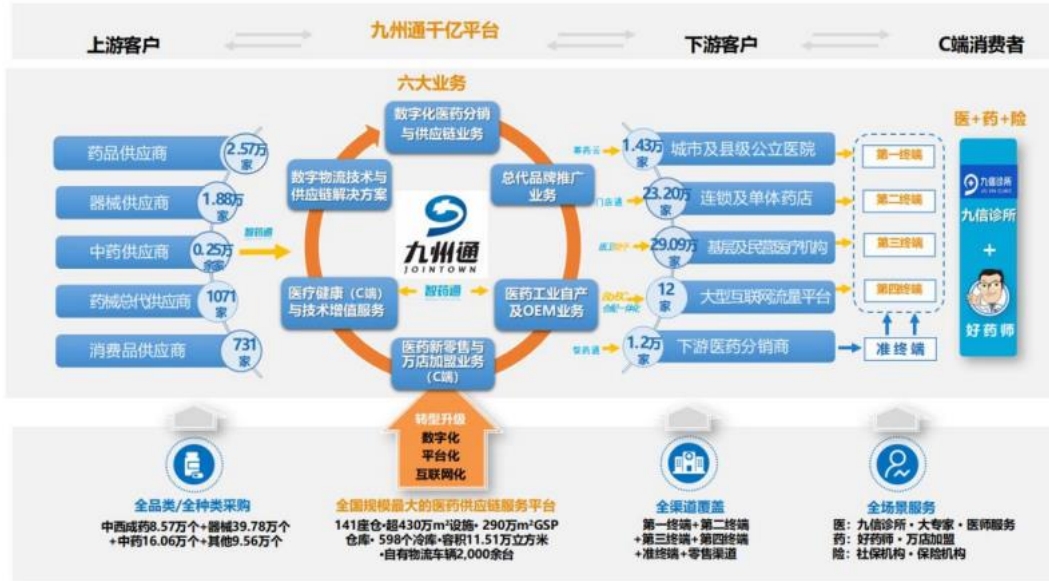 上游客户
九州通千亿平台
下游客户
C端消费者
六大业务
数字化医药分销
与供应链业务
总代品牌推广
业务
医药工业自产
及OEM业务
医药新零售与
万店加盟业务
(C端)
医疗健康(C端)
与技术增值服务
数字物流技术与
供应链解决方案
九州通
JOINTOWN
智药通
药品供应商
2.57万
家
器械供应商
1.88万
家
中药供应商
0.25万
余家
智药通
药械总代供应商
1071
家
消费品供应商
731
家
1.43万
家
城市及县级公立医院
23.20万
家
连锁及单体药店
29.09万
家
基层及民营医疗机构
12
家
大型互联网流量平台
智药通
1.2万
家
下游医药分销商
第一终端
第二终端
第三终端
第四终端
准终端
医+药+险
九信诊所
JIU XIN CLINIC
九信诊所
+
好药师
转型升级
数字化
平台化
互联网化
全品类/全种类采购
中西成药8.57万个+器械39.78万个
+中药16.06万个+其他9.56万个
全国规模最大的医药供应链服务平台
141座仓·超430万m²设施·290万m²GSP
仓库·598个冷库·容积11.51万立方米
·自有物流车辆2,000余台
全渠道覆盖
第一终端+第二终端
+第三终端+第四终端
+准终端+零售渠道
全场景服务
医:九信诊所·大专家·医师服务
药:好药师·万店加盟
险:社保机构·保险机构